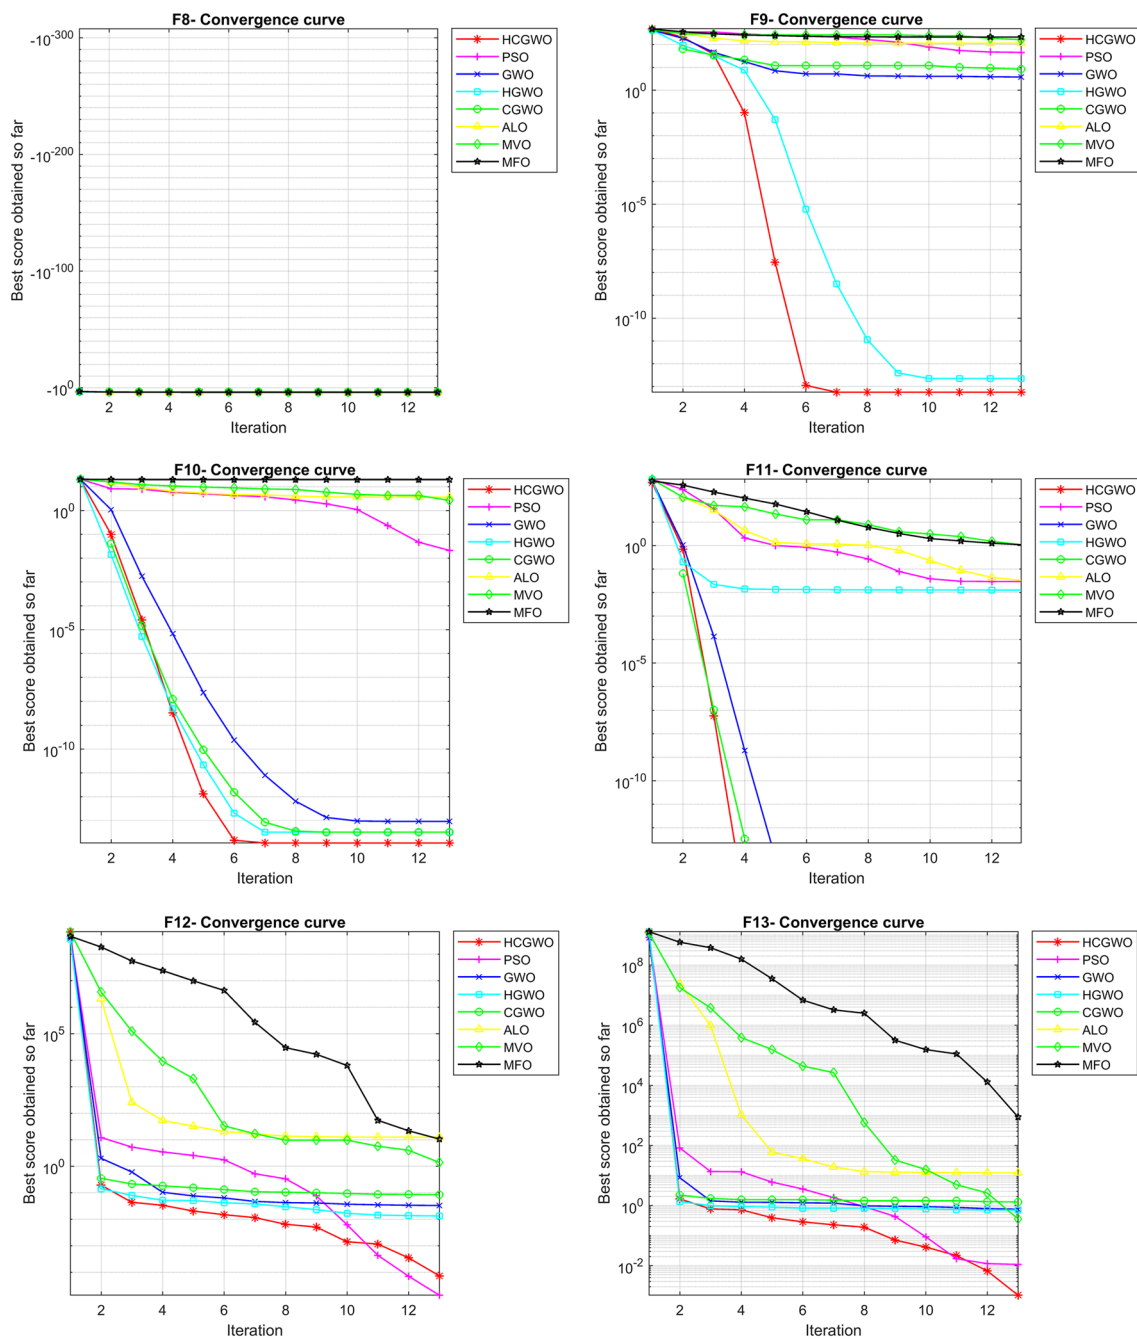 F8- Convergence curve
-10^-300
-10^-200
-10^-100
-10^0
Best score obtained so far
2 4 6 8 10 12
Iteration
HCGWO
PSO
GWO
HGWO
CGWO
ALO
MVO
MFO
F9- Convergence curve
10^0
10^-5
10^-10
Best score obtained so far
2 4 6 8 10 12
Iteration
HCGWO
PSO
GWO
HGWO
CGWO
ALO
MVO
MFO
F10- Convergence curve
10^0
10^-5
10^-10
Best score obtained so far
2 4 6 8 10 12
Iteration
HCGWO
PSO
GWO
HGWO
CGWO
ALO
MVO
MFO
F11- Convergence curve
10^0
10^-5
10^-10
Best score obtained so far
2 4 6 8 10 12
Iteration
HCGWO
PSO
GWO
HGWO
CGWO
ALO
MVO
MFO
F12- Convergence curve
10^5
10^0
Best score obtained so far
2 4 6 8 10 12
Iteration
HCGWO
PSO
GWO
HGWO
CGWO
ALO
MVO
MFO
F13- Convergence curve
10^8
10^6
10^4
10^2
10^0
10^-2
Best score obtained so far
2 4 6 8 10 12
Iteration
HCGWO
PSO
GWO
HGWO
CGWO
ALO
MVO
MFO